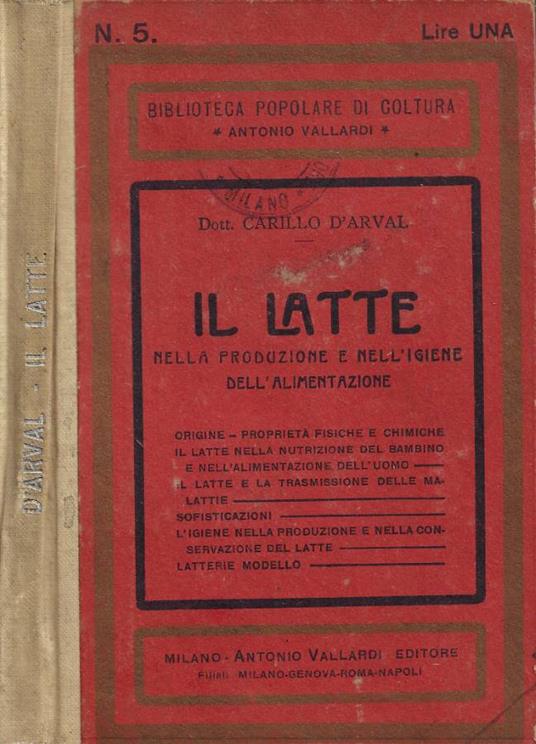 N. 5.
Lire UNA
BIBLIOTECA POPOLARE DI COLTURA
* ANTONIO VALLARDI *
MILANO
Dott. CARILLO D'ARVAL
IL LATTE
NELLA PRODUZIONE E NELL'IGIENE
DELL'ALIMENTAZIONE
ORIGINE – PROPRIETÀ FISICHE E CHIMICHE
IL LATTE NELLA NUTRIZIONE DEL BAMBINO
E NELL'ALIMENTAZIONE DELL'UOMO —
IL LATTE E LA TRASMISSIONE DELLE MA-
LATTIE —
SOFISTICAZIONI —
L'IGIENE NELLA PRODUZIONE E NELLA CON-
SERVAZIONE DEL LATTE —
LATTERIE MODELLO —
MILANO - ANTONIO VALLARDI EDITORE
Filiali: MILANO-GENOVA-ROMA-NAPOLI
D'ARVAL - IL LATTE